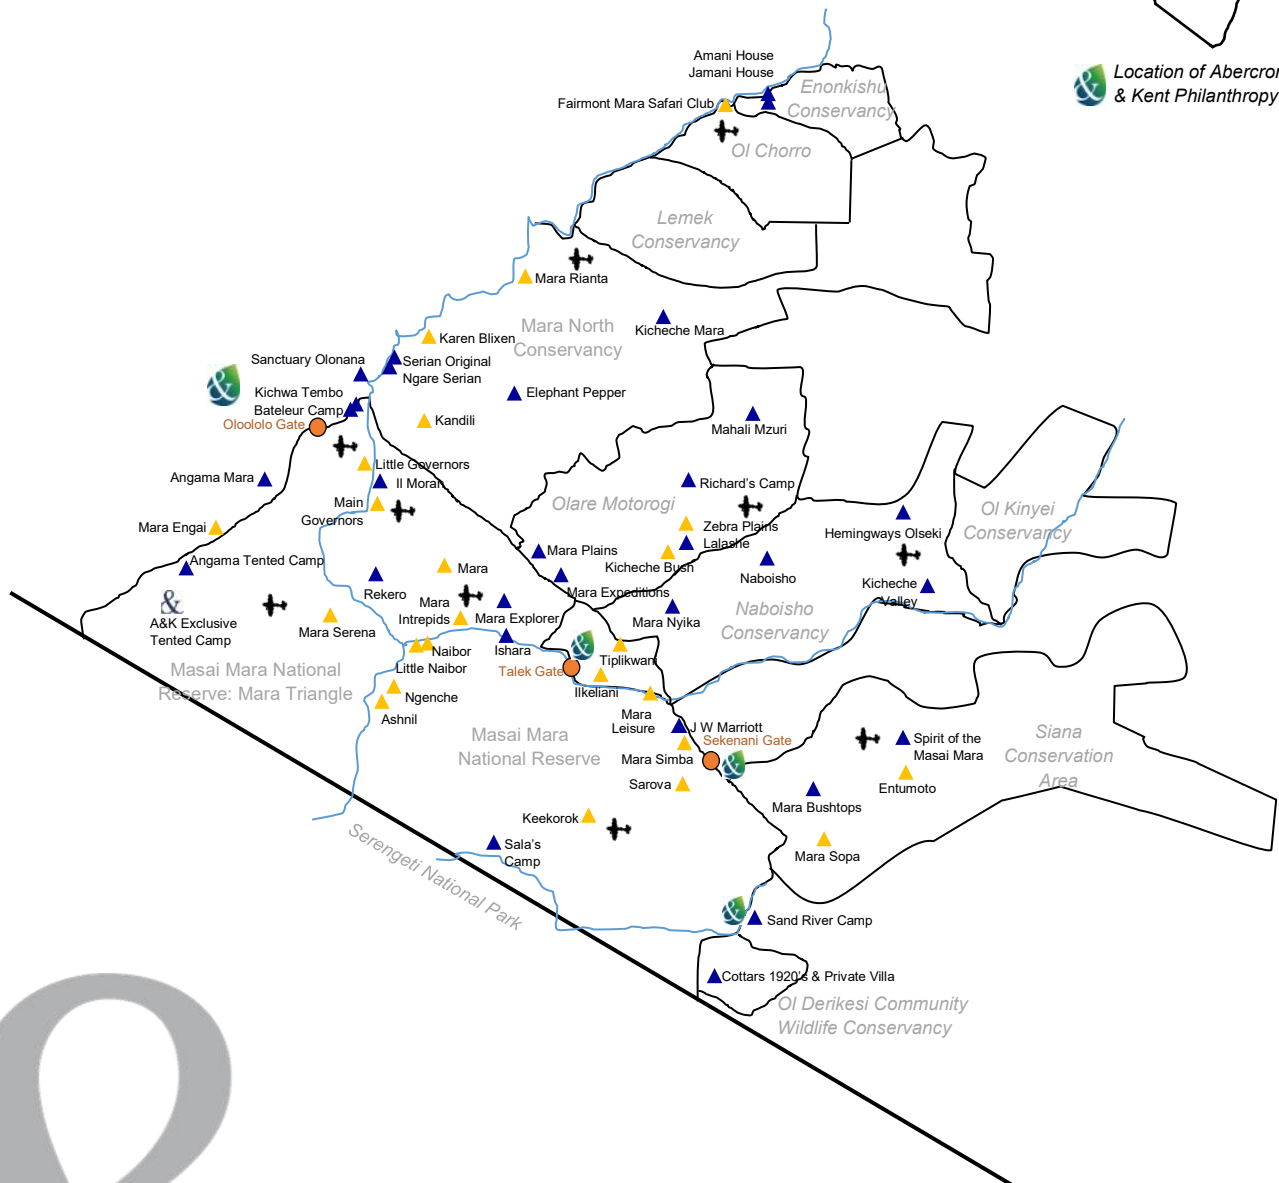 Location of Abercro
& Kent Philanthropy
Amani House
Jamani House
Enonkishu
Conservancy
Fairmont Mara Safari Club
Ol Chorro
Lemek
Conservancy
Mara Rianta
Kicheche Mara
Mara North
Conservancy
Karen Blixen
Sanctuary Olonana
Serian Original
Ngare Serian
Kichwa Tembo
Bateleur Camp
Elephant Pepper
Oloololo Gate
Kandili
Mahali Mzuri
Little Governors
Angama Mara
Il Moran
Richard's Camp
Main
Governors
Olare Motorogi
Mara Engai
Zebra Plains
Lalashe
Hemingways Olseki
Ol Kinyei
Conservancy
Mara Plains
Kicheche Bush
Angama Tented Camp
Mara
Naboisho
Kicheche
Valley
Rekero
Mara Expeditions
&
A&K Exclusive
Tented Camp
Mara Serena
Mara
Intrepids
Mara Explorer
Mara Nyika
Naboisho
Conservancy
Ishara
Naibor
Little Naibor
Tiplikwani
Masai Mara National
Reserve: Mara Triangle
Talek Gate
Ilkeliani
Ngenche
Ashnil
Mara
Leisure
J W Marriott
Sekenani Gate
Masai Mara
National Reserve
Mara Simba
Spirit of the
Masai Mara
Siana
Conservation
Area
Sarova
Entumoto
Mara Bushtops
Keekorok
Sala's
Camp
Mara Sopa
Serengeti National Park
Sand River Camp
Cottars 1920's & Private Villa
Ol Derikesi Community
Wildlife Conservancy